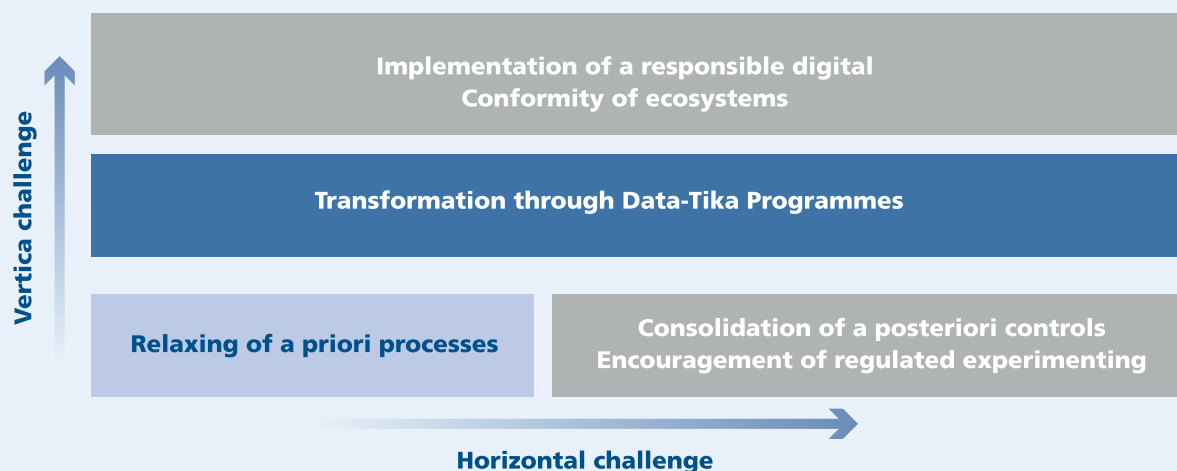 Implementation of a responsible digital
Conformity of ecosystems
Vertica challenge
Transformation through Data-Tika Programmes
Relaxing of a priori processes
Consolidation of a posteriori controls
Encouragement of regulated experimenting
Horizontal challenge